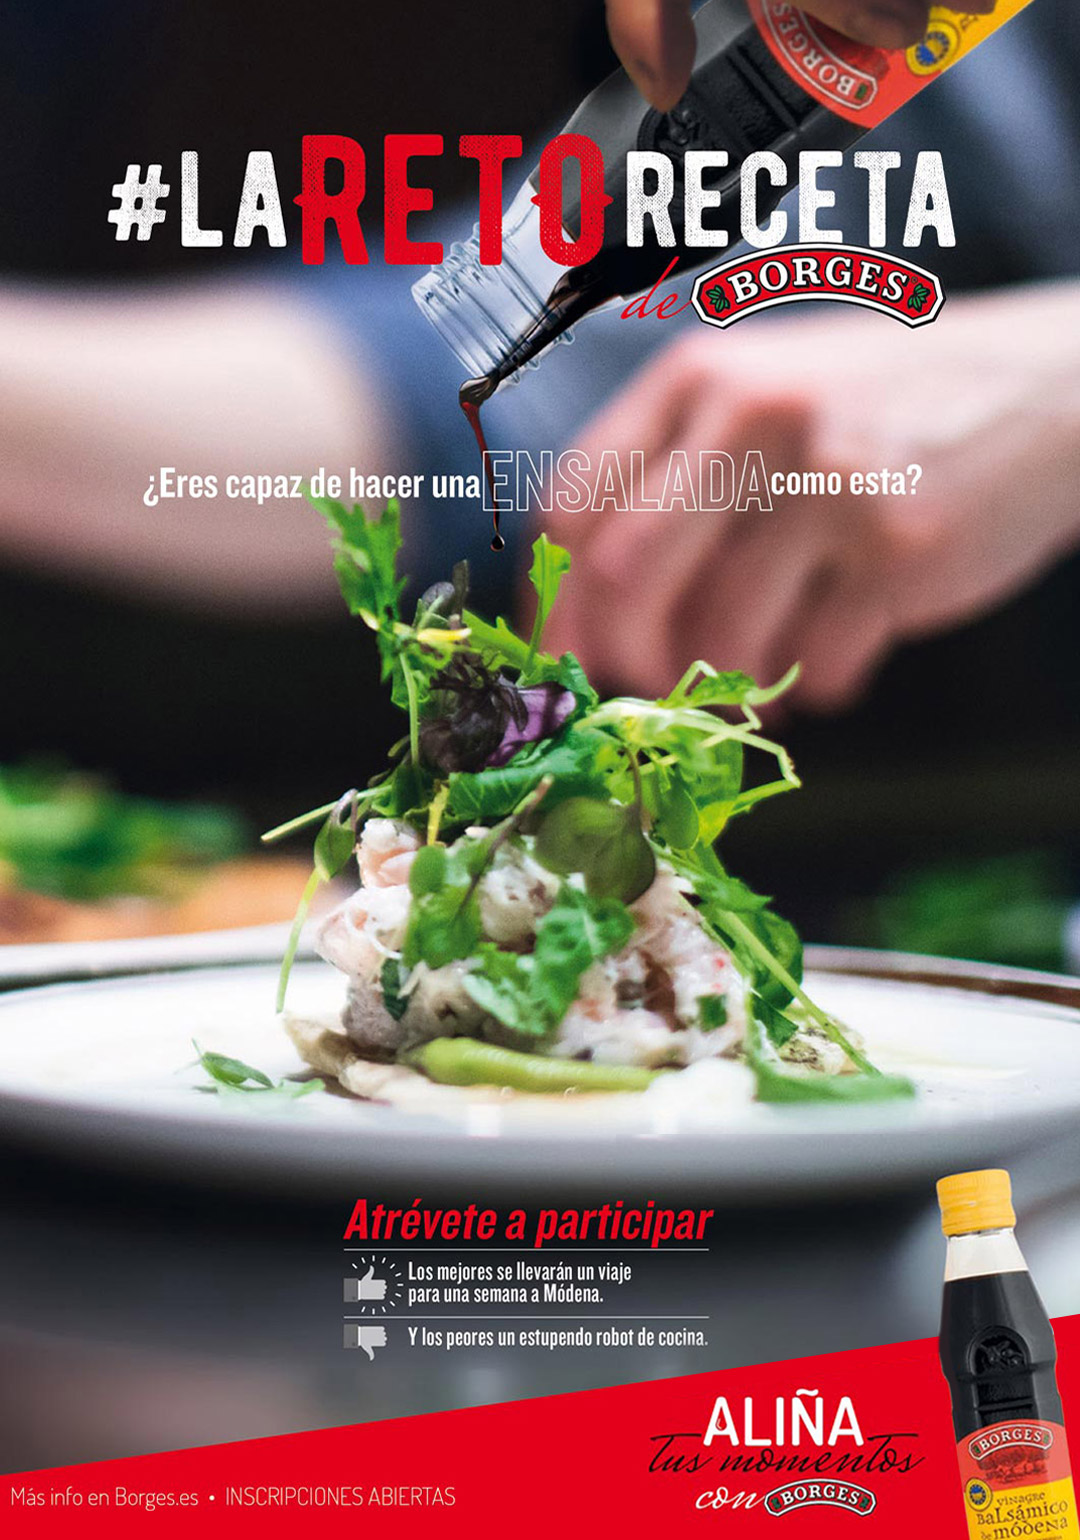 BORGES
BORGES
#LARETORECETA
de BORGES
¿Eres capaz de hacer una ENSALADA como esta?
Atrévete a participar
Los mejores se llevarán un viaje
para una semana a Módena.
Y los peores un estupendo robot de cocina.
ALIÑA
tus momentos
con BORGES
BORGES
VINAGRE
BALSÁMICO
DE MÓDENA
Más info en Borges.es • INSCRIPCIONES ABIERTAS